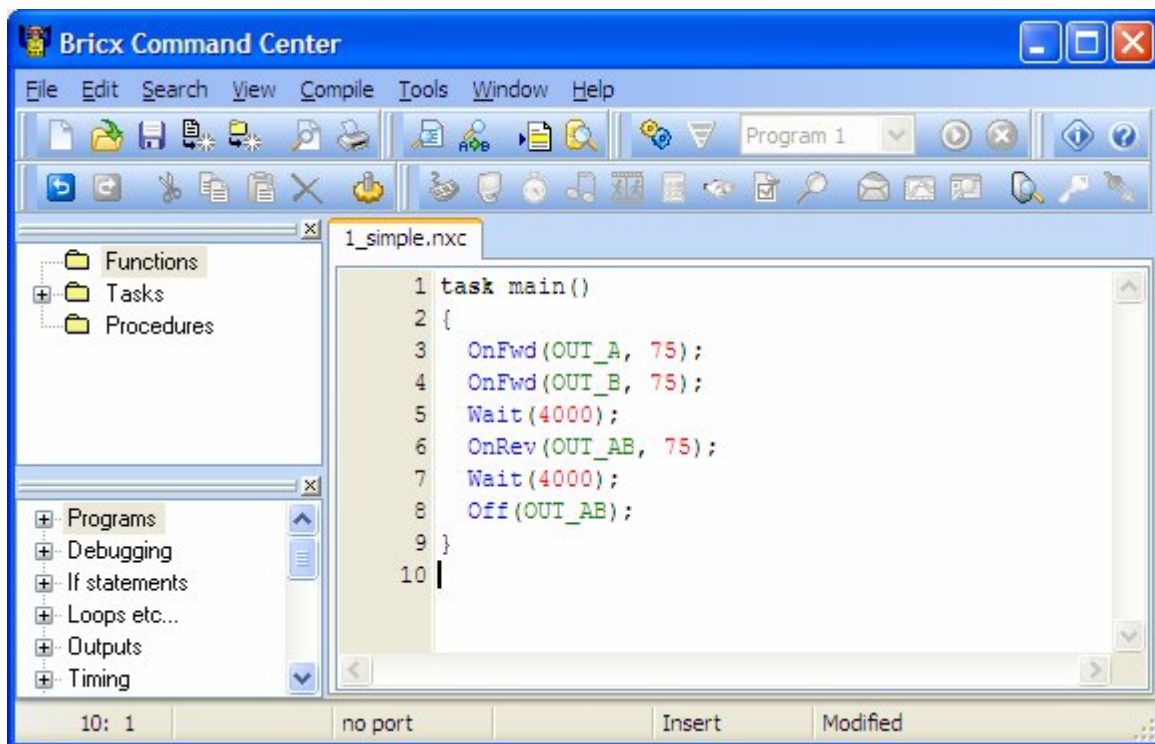 Bricx Command Center
File Edit Search View Compile Tools Window Help
Program 1
Functions
Tasks
Procedures
1_simple.nxc
1 task main()
2 {
3 OnFwd(OUT_A, 75);
4 OnFwd(OUT_B, 75);
5 Wait(4000);
6 OnRev(OUT_AB, 75);
7 Wait(4000);
8 Off(OUT_AB);
9 }
10
Programs
Debugging
If statements
Loops etc...
Outputs
Timing
10: 1 no port Insert Modified